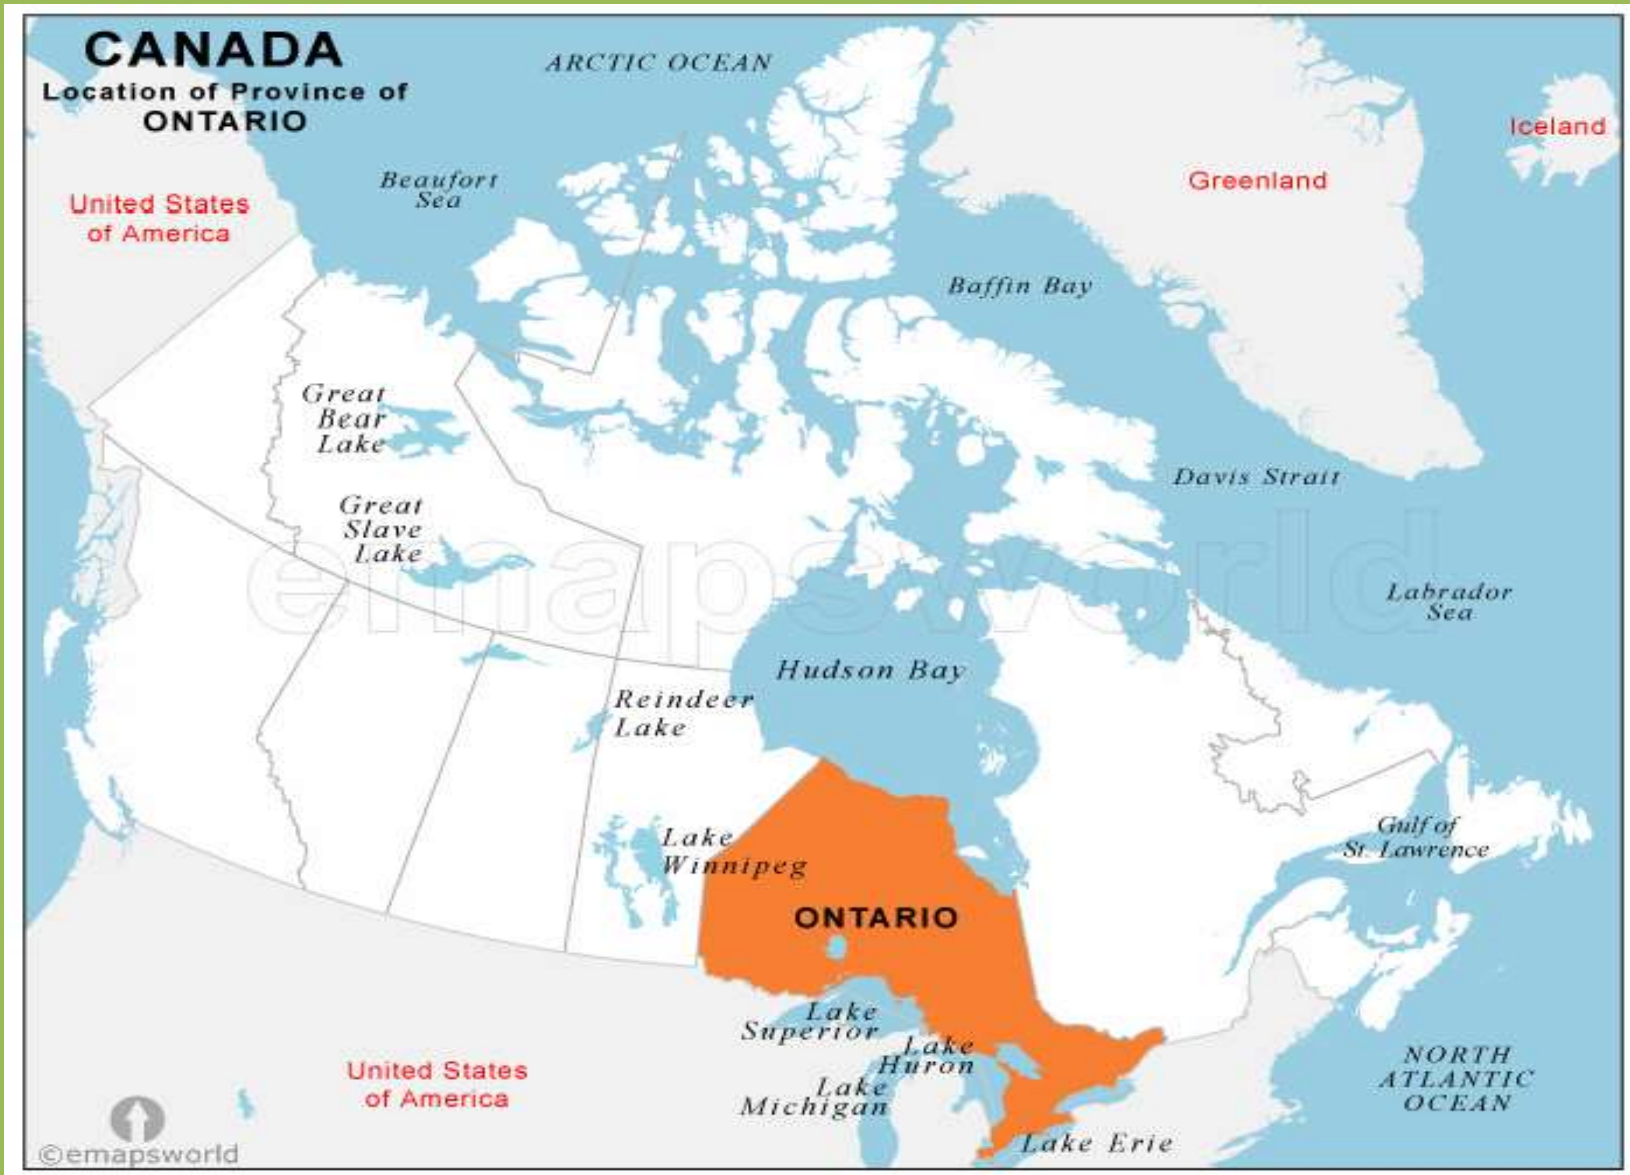 CANADA
Location of Province of
ONTARIO
ARCTIC OCEAN
Iceland
Greenland
Beaufort
Sea
United States
of America
Baffin Bay
Great
Bear
Lake
Davis Strait
Great
Slave
Lake
emapsworld
Labrador
Sea
Hudson Bay
Reindeer
Lake
Lake
Winnipeg
Gulf of
St. Lawrence
ONTARIO
Lake
Superior
Lake
Huron
Lake
Michigan
Lake Erie
United States
of America
NORTH
ATLANTIC
OCEAN
©emapsworld